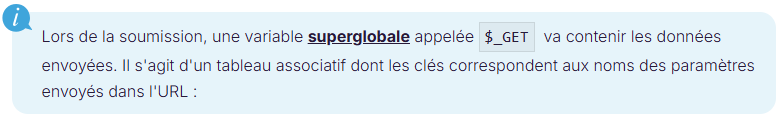 i
Lors de la soumission, une variable superglobale appelée $_GET va contenir les données
envoyées. Il s'agit d'un tableau associatif dont les clés correspondent aux noms des paramètres
envoyés dans l'URL :